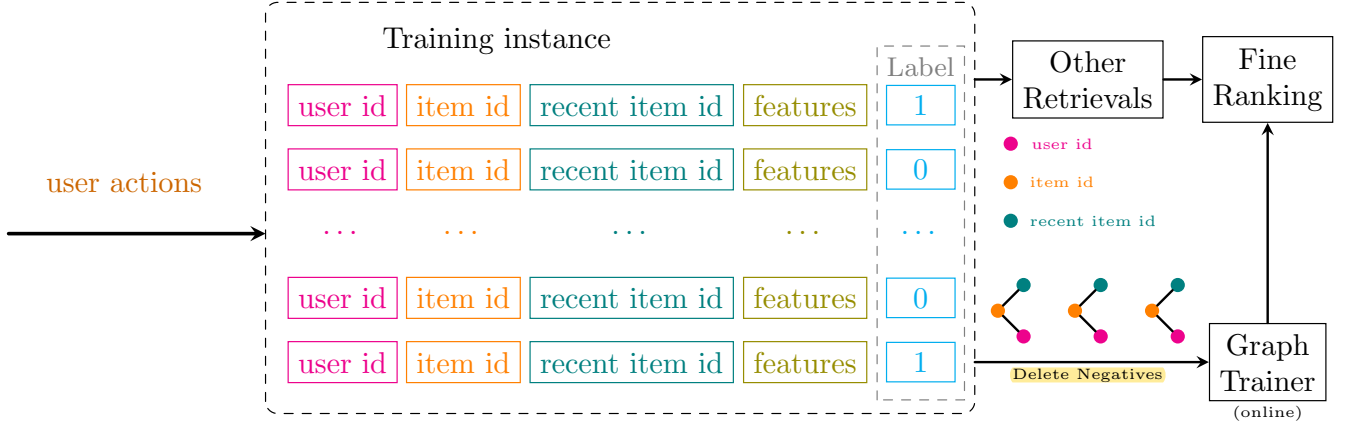 user actions
Training instance
Label
user id item id recent item id features 1
user id item id recent item id features 0
... ... ... ... ...
user id item id recent item id features 0
user id item id recent item id features 1
Other
Retrievals
Fine
Ranking
user id
item id
recent item id
Delete Negatives
Graph
Trainer
(online)